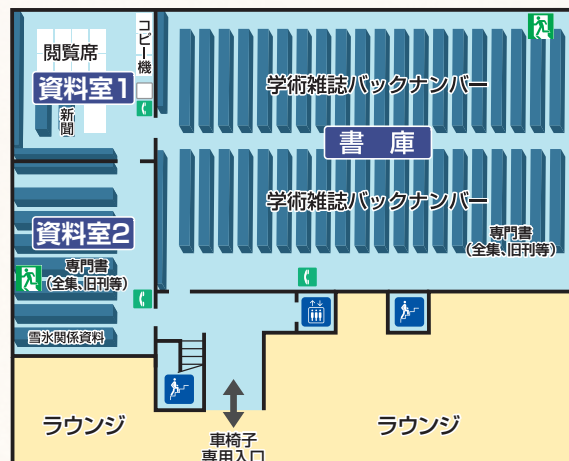 閲覧席
コピー機
資料室1
新聞
学術雑誌バックナンバー
書 庫
学術雑誌バックナンバー
資料室2
専門書
(全集、旧刊等)
専門書
(全集、旧刊等)
雪氷関係資料
ラウンジ
ラウンジ
車椅子
専用入口